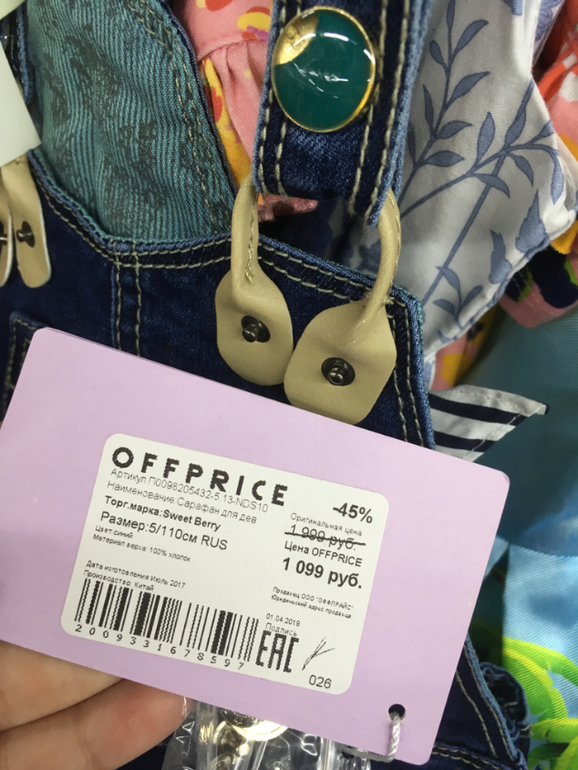 OFFPRICE
Артикул П0098205432-5.13-NDS10
Наименование:Сарафан для дев
Торг.марка:Sweet Berry
Размер:5/110см RUS
Цвет:синий
Материал верха: 100% хлопок
Дата изготовления Июль 2017
Производство: Китай
-45%
Оригинальная цена
1 999 руб.
Цена OFFPRICE
1 099 руб.
Продавец ООО "ОФФПРАЙС"
Юридический адрес продавца:
01.04.2019
Подпись
2009331678597
EAC
026